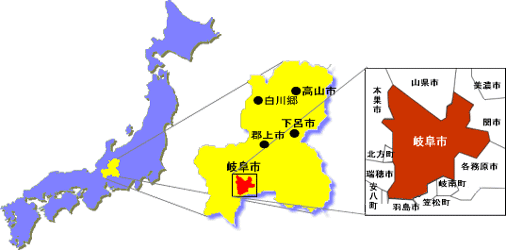 高山市
白川郷
下呂市
郡上市
岐阜市
山県市
美濃市
本巣市
関市
岐阜市
北方町
各務原市
瑞穂市
岐南町
安八町
笠松町
羽島市